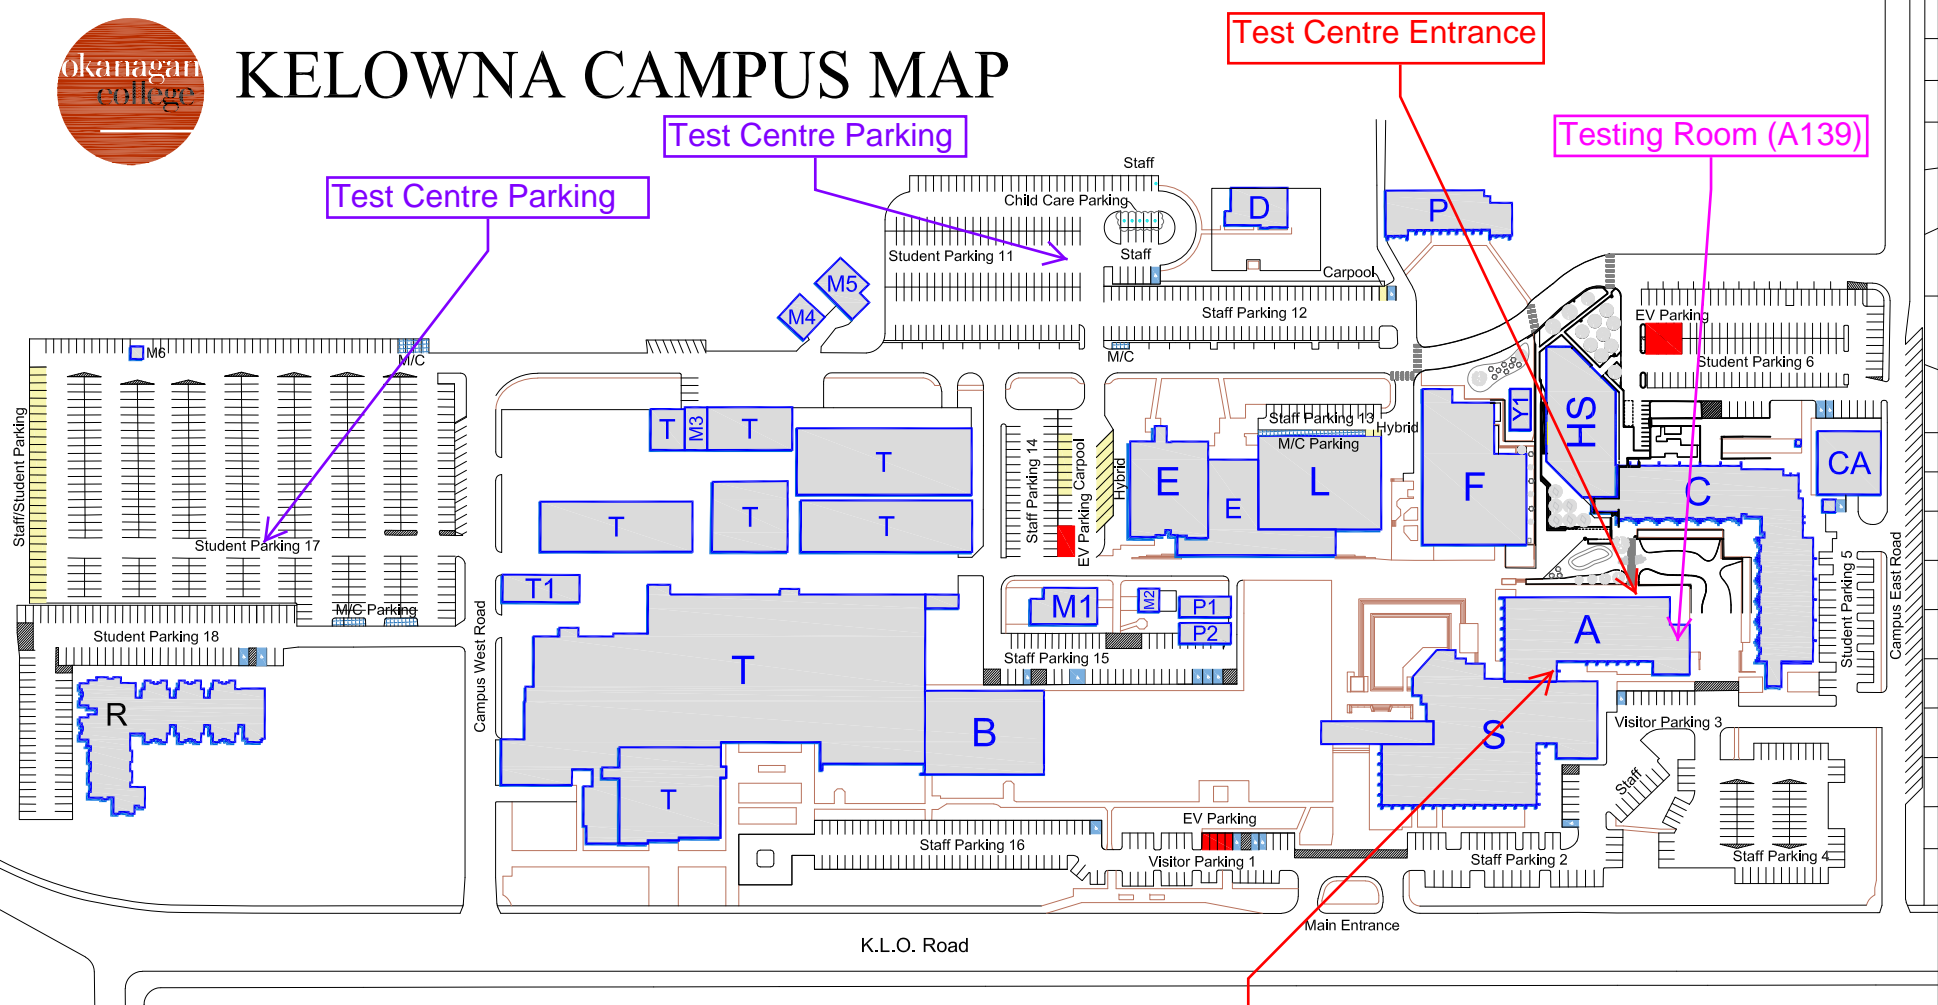 okanagan
college
KELOWNA CAMPUS MAP
Test Centre Entrance
Test Centre Parking
Testing Room (A139)
Test Centre Parking
Staff
Child Care Parking
D
P
Student Parking 11
Staff
Carpool
M5
M4
Staff Parking 12
EV Parking
M6
M/C
M/C
Student Parking 6
Staff/Student Parking
T
M3
T
Staff Parking 13
Hybrid
M/C Parking
Y1
HS
T
Staff Parking 14
Carpool
EV Parking
Hybrid
E
L
F
C
CA
T
T
T
E
Student Parking 17
T1
M1
M2
P1
P2
M/C Parking
Student Parking 18
Campus West Road
A
Student Parking 5
Campus East Road
Staff Parking 15
T
R
B
S
Visitor Parking 3
Staff
T
EV Parking
Staff Parking 16
Visitor Parking 1
Staff Parking 2
Staff Parking 4
Main Entrance
K.L.O. Road